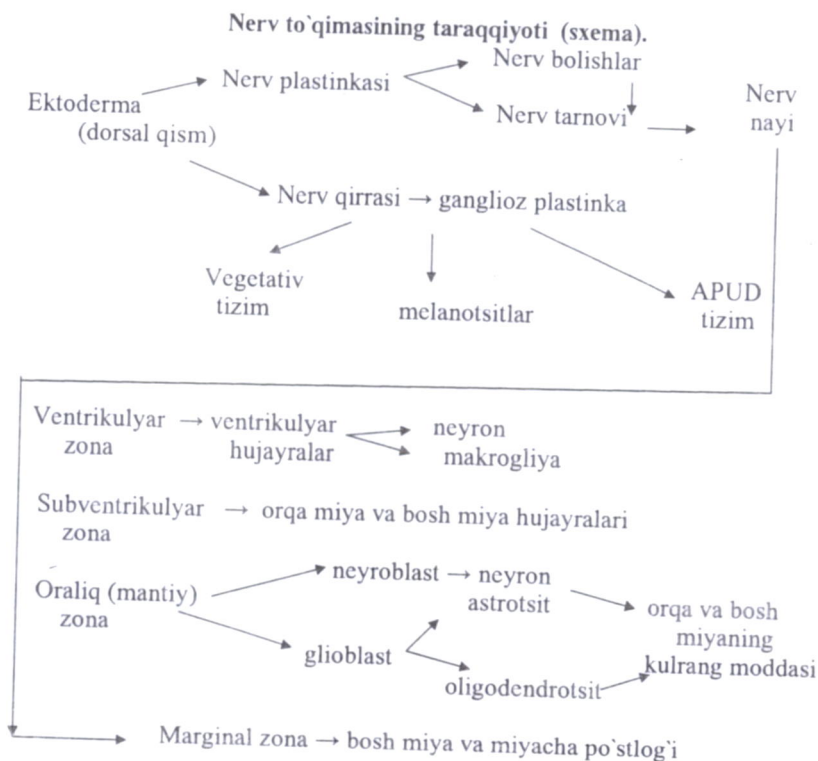 Nerv to`qimasining taraqqiyoti (sxema).
Nerv bolishlar
Nerv plastinkasi
Ektoderma
(dorsal qism)
Nerv tarnovi
Nerv
nayi
Nerv qirrasi → ganglioz plastinka
Vegetativ
tizim
melanotsitlar
APUD
tizim
Ventrikulyar → ventrikulyar
zona
hujayralar
neyron
makrogliya
Subventrikulyar → orqa miya va bosh miya hujayralari
zona
Oraliq (mantiy)
zona
neyroblast → neyron
astrotsit
glioblast
oligodendrotsit
orqa va bosh
miyaning
kulrang moddasi
Marginal zona → bosh miya va miyacha po`stlog`i